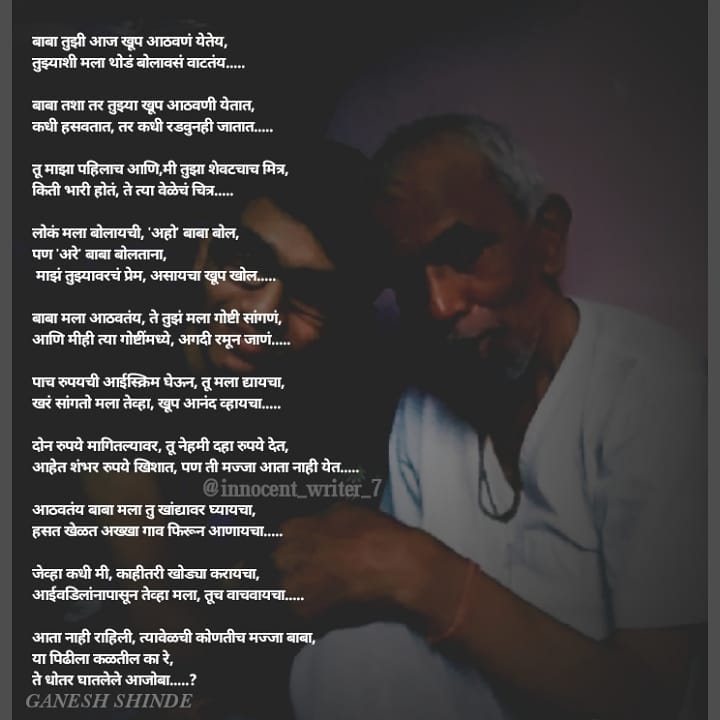 बाबा तुझी आज खूप आठवणं येतेय,
तुझ्याशी मला थोडं बोलावसं वाटतंय.....
बाबा तशा तर तुझ्या खूप आठवणी येतात,
कधी हसवतात, तर कधी रडवुनही जातात.....
तू माझा पहिलाच आणि,मी तुझा शेवटचाच मित्र,
किती भारी होतं, ते त्या वेळेचं चित्र.....
लोकं मला बोलायची, 'अहो' बाबा बोल,
पण 'अरे' बाबा बोलताना,
माझं तुझ्यावरचं प्रेम, असायचा खूप खोल.....
बाबा मला आठवतंय, ते तुझं मला गोष्टी सांगणं,
आणि मीही त्या गोष्टींमध्ये, अगदी रमून जाणं.....
पाच रुपयची आईस्क्रिम घेऊन, तू मला द्यायचा,
खरं सांगतो मला तेव्हा, खूप आनंद व्हायचा.....
दोन रुपये मागितल्यावर, तू नेहमी दहा रुपये देत,
आहेत शंभर रुपये खिशात, पण ती मज्जा आता नाही येत.....
@innocent_writer_7
आठवतंय बाबा मला तु खांद्यावर घ्यायचा,
हसत खेळत अख्खा गाव फिरून आणायचा.....
जेव्हा कधी मी, काहीतरी खोड्या करायचा,
आईवडिलांनापासून तेव्हा मला, तूच वाचवायचा.....
आता नाही राहिली, त्यावेळची कोणतीच मज्जा बाबा,
या पिढीला कळतील का रे,
ते धोतर घातलेले आजोबा.....?
GANESH SHINDE